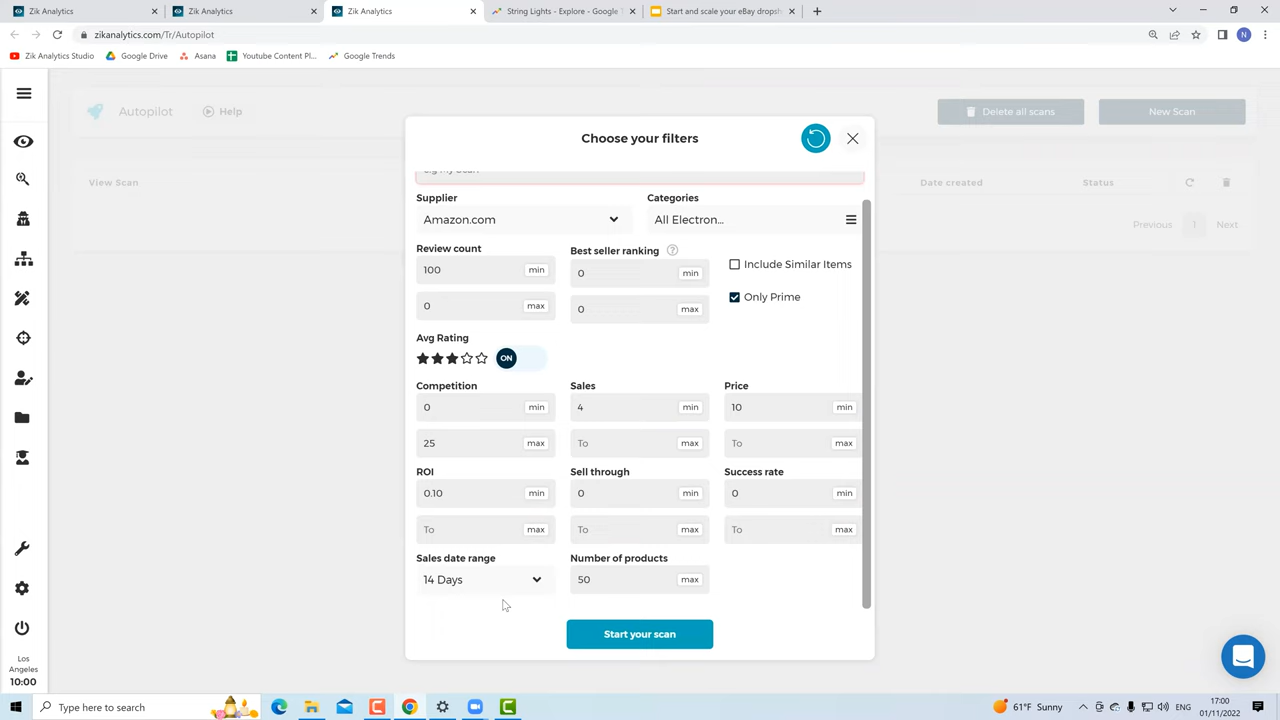 Zik Analytics
Zik Analytics
Zik Analytics
String Lights - Explore - Google T
Start and scale your eBay dropsh
zikanalytics.com/Tr/Autopilot
N
Zik Analytics Studio
Google Drive
Asana
Youtube Content Pl...
Google Trends
Autopilot
Help
Delete all scans
New Scan
Choose your filters
View Scan
Date created
Status
Previous
1
Next
Supplier
Categories
Amazon.com
All Electron...
Review count
Best seller ranking
?
100
min
0
min
Include Similar Items
0
max
0
max
Only Prime
Avg Rating
ON
Competition
Sales
Price
0
min
4
min
10
min
25
max
To
max
To
max
ROI
Sell through
Success rate
0.10
min
0
min
0
min
To
max
To
max
To
max
Sales date range
Number of products
14 Days
50
max
Start your scan
Los
Angeles
10:00
Type here to search
61°F Sunny
ENG
17:00
01/11/2022